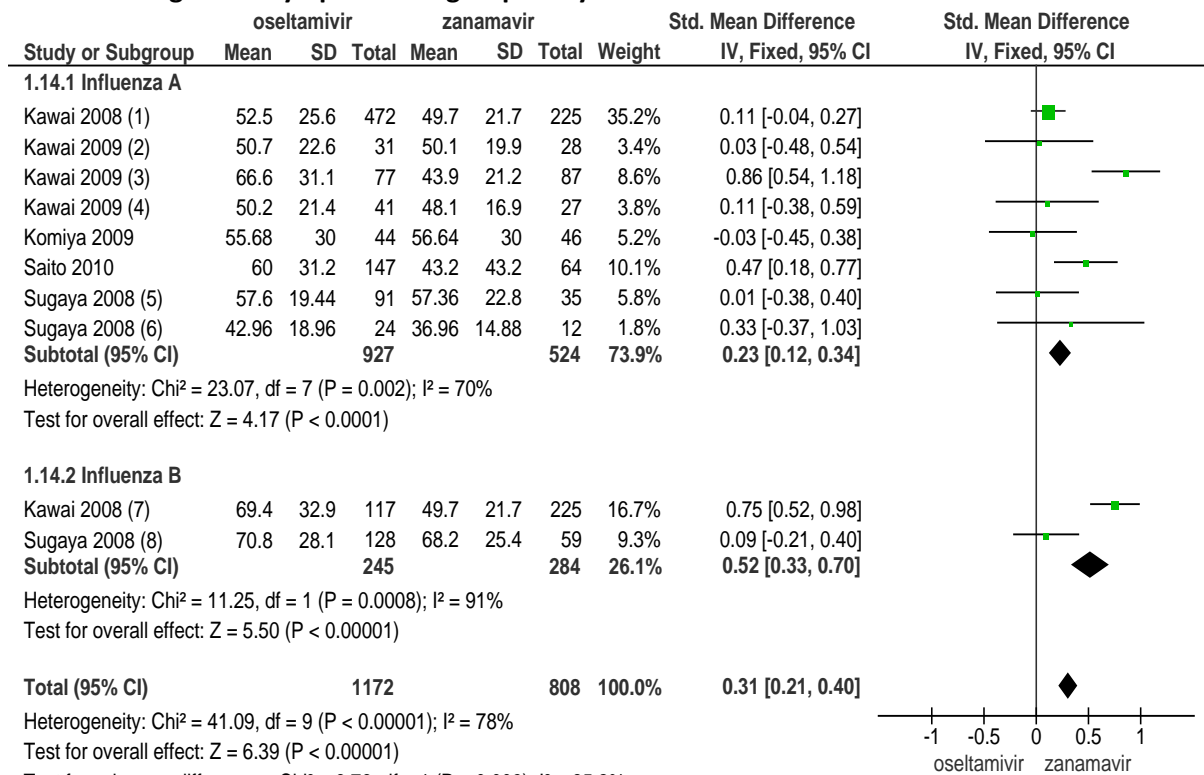 oseltamivir zanamavir Std. Mean Difference Std. Mean Difference
Study or Subgroup Mean SD Total Mean SD Total Weight IV, Fixed, 95% CI IV, Fixed, 95% CI
1.14.1 Influenza A
Kawai 2008 (1) 52.5 25.6 472 49.7 21.7 225 35.2% 0.11 [-0.04, 0.27]
Kawai 2009 (2) 50.7 22.6 31 50.1 19.9 28 3.4% 0.03 [-0.48, 0.54]
Kawai 2009 (3) 66.6 31.1 77 43.9 21.2 87 8.6% 0.86 [0.54, 1.18]
Kawai 2009 (4) 50.2 21.4 41 48.1 16.9 27 3.8% 0.11 [-0.38, 0.59]
Komiya 2009 55.68 30 44 56.64 30 46 5.2% -0.03 [-0.45, 0.38]
Saito 2010 60 31.2 147 43.2 43.2 64 10.1% 0.47 [0.18, 0.77]
Sugaya 2008 (5) 57.6 19.44 91 57.36 22.8 35 5.8% 0.01 [-0.38, 0.40]
Sugaya 2008 (6) 42.96 18.96 24 36.96 14.88 12 1.8% 0.33 [-0.37, 1.03]
Subtotal (95% CI) 927 524 73.9% 0.23 [0.12, 0.34]
Heterogeneity: Chi² = 23.07, df = 7 (P = 0.002); I² = 70%
Test for overall effect: Z = 4.17 (P < 0.0001)
1.14.2 Influenza B
Kawai 2008 (7) 69.4 32.9 117 49.7 21.7 225 16.7% 0.75 [0.52, 0.98]
Sugaya 2008 (8) 70.8 28.1 128 68.2 25.4 59 9.3% 0.09 [-0.21, 0.40]
Subtotal (95% CI) 245 284 26.1% 0.52 [0.33, 0.70]
Heterogeneity: Chi² = 11.25, df = 1 (P = 0.0008); I² = 91%
Test for overall effect: Z = 5.50 (P < 0.00001)
Total (95% CI) 1172 808 100.0% 0.31 [0.21, 0.40]
Heterogeneity: Chi² = 41.09, df = 9 (P < 0.00001); I² = 78%
Test for overall effect: Z = 6.39 (P < 0.00001)
-1 -0.5 0 0.5 1
oseltamivir zanamavir